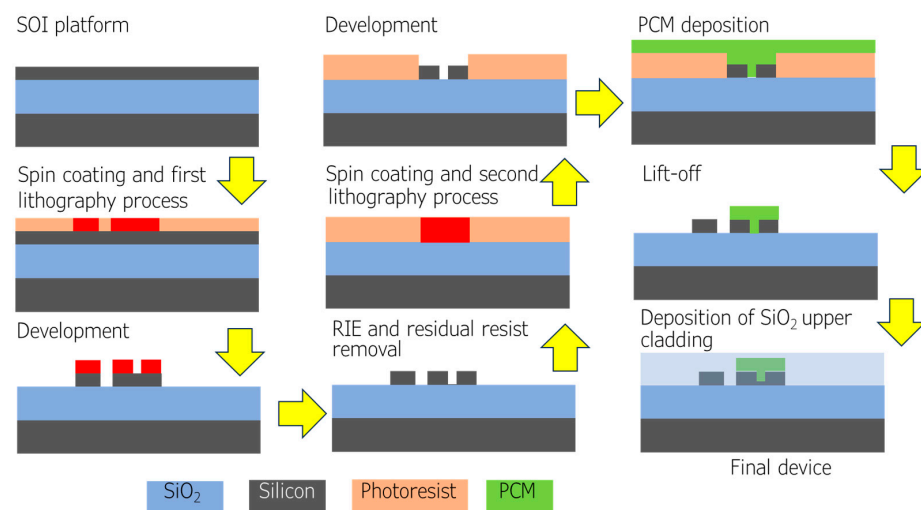 SOI platform
Spin coating and first
lithography process
Development
RIE and residual resist
removal
Spin coating and second
lithography process
Development
PCM deposition
Lift-off
Deposition of SiO₂ upper
cladding
Final device
SiO₂
Silicon
Photoresist
PCM